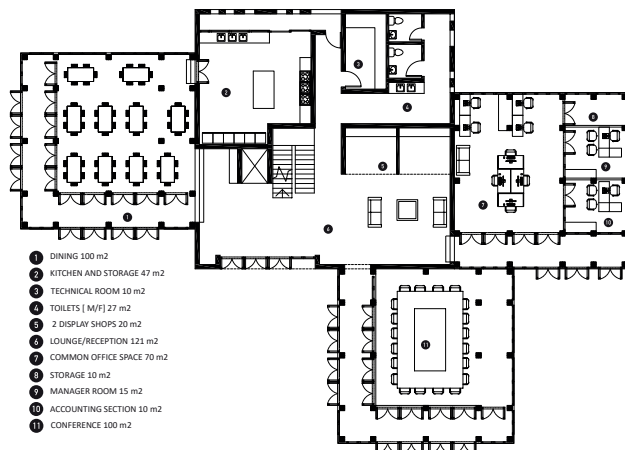 1 DINING 100 m2
2 KITCHEN AND STORAGE 47 m2
3 TECHNICAL ROOM 10 m2
4 TOILETS [ M/F] 27 m2
5 2 DISPLAY SHOPS 20 m2
6 LOUNGE/RECEPTION 121 m2
7 COMMON OFFICE SPACE 70 m2
8 STORAGE 10 m2
9 MANAGER ROOM 15 m2
10 ACCOUNTING SECTION 10 m2
11 CONFERENCE 100 m2